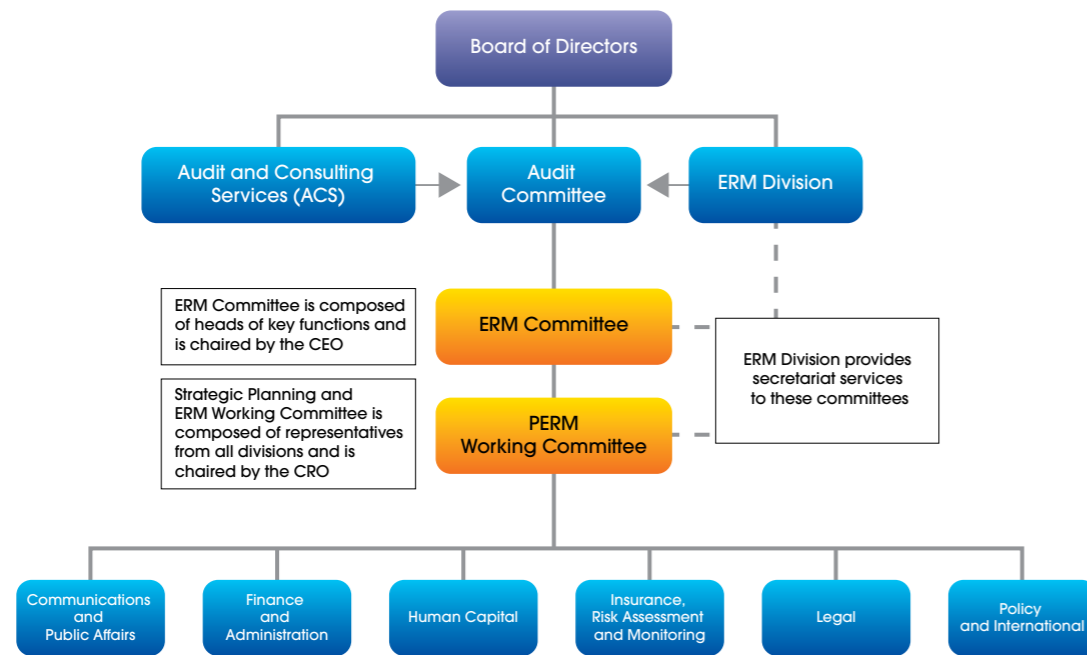 Board of Directors
Audit and Consulting
Services (ACS)
Audit
Committee
ERM Division
ERM Committee is composed
of heads of key functions and
is chaired by the CEO
ERM Committee
ERM Division provides
secretariat services
to these committees
Strategic Planning and
ERM Working Committee is
composed of representatives
from all divisions and is
chaired by the CRO
PERM
Working Committee
Communications
and
Public Affairs
Finance
and
Administration
Human Capital
Insurance,
Risk Assessment
and Monitoring
Legal
Policy
and International